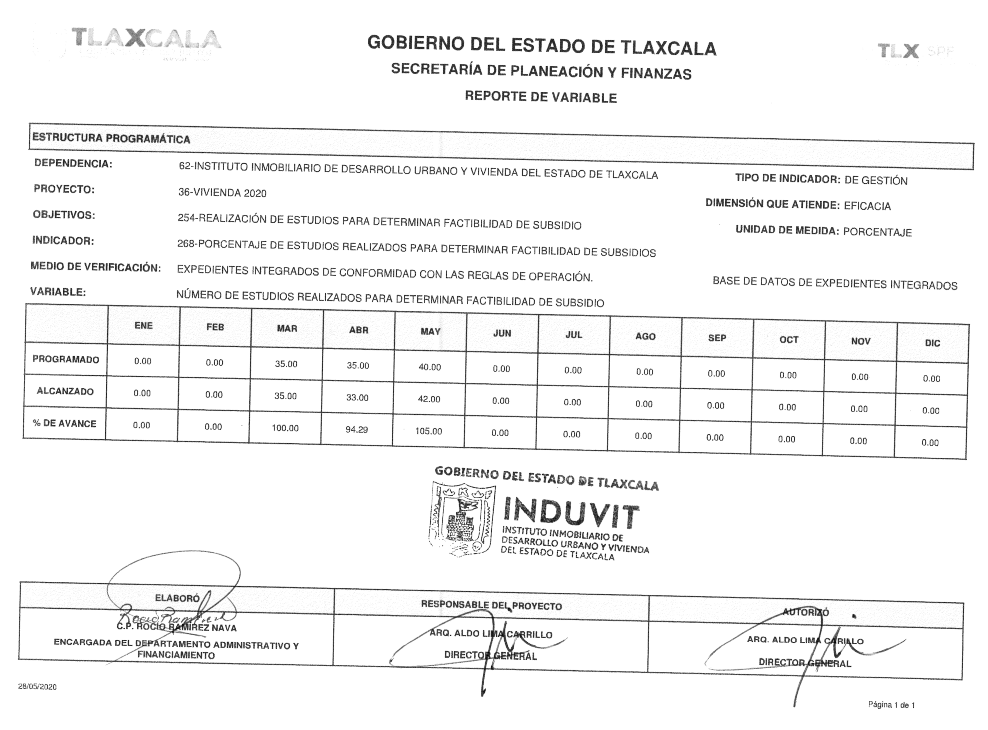 TLAXCALA
GOBIERNO DEL ESTADO DE TLAXCALA
TLX SPF
SECRETARÍA DE PLANEACIÓN Y FINANZAS
REPORTE DE VARIABLE
ESTRUCTURA PROGRAMÁTICA
DEPENDENCIA: 62-INSTITUTO INMOBILIARIO DE DESARROLLO URBANO Y VIVIENDA DEL ESTADO DE TLAXCALA TIPO DE INDICADOR: DE GESTIÓN
PROYECTO: 36-VIVIENDA 2020 DIMENSIÓN QUE ATIENDE: EFICACIA
OBJETIVOS: 254-REALIZACIÓN DE ESTUDIOS PARA DETERMINAR FACTIBILIDAD DE SUBSIDIO UNIDAD DE MEDIDA: PORCENTAJE
INDICADOR: 268-PORCENTAJE DE ESTUDIOS REALIZADOS PARA DETERMINAR FACTIBILIDAD DE SUBSIDIOS
MEDIO DE VERIFICACIÓN: EXPEDIENTES INTEGRADOS DE CONFORMIDAD CON LAS REGLAS DE OPERACIÓN. BASE DE DATOS DE EXPEDIENTES INTEGRADOS
VARIABLE: NÚMERO DE ESTUDIOS REALIZADOS PARA DETERMINAR FACTIBILIDAD DE SUBSIDIO
ENE FEB MAR ABR MAY JUN JUL AGO SEP OCT NOV DIC
PROGRAMADO 0.00 0.00 35.00 35.00 40.00 0.00 0.00 0.00 0.00 0.00 0.00 0.00
ALCANZADO 0.00 0.00 35.00 33.00 42.00 0.00 0.00 0.00 0.00 0.00 0.00 0.00
% DE AVANCE 0.00 0.00 100.00 94.29 105.00 0.00 0.00 0.00 0.00 0.00 0.00 0.00
GOBIERNO DEL ESTADO DE TLAXCALA
INDUVIT
INSTITUTO INMOBILIARIO DE
DESARROLLO URBANO Y VIVIENDA
DEL ESTADO DE TLAXCALA
ELABORÓ RESPONSABLE DEL PROYECTO AUTORIZÓ
Rocio Ramirez
C.P. ROCIO RAMIREZ NAVA ARQ. ALDO LIMA CARRILLO ARQ. ALDO LIMA CARILLO
ENCARGADA DEL DEPARTAMENTO ADMINISTRATIVO Y
FINANCIAMIENTO DIRECTOR GENERAL DIRECTOR GENERAL
28/05/2020
Página 1 de 1